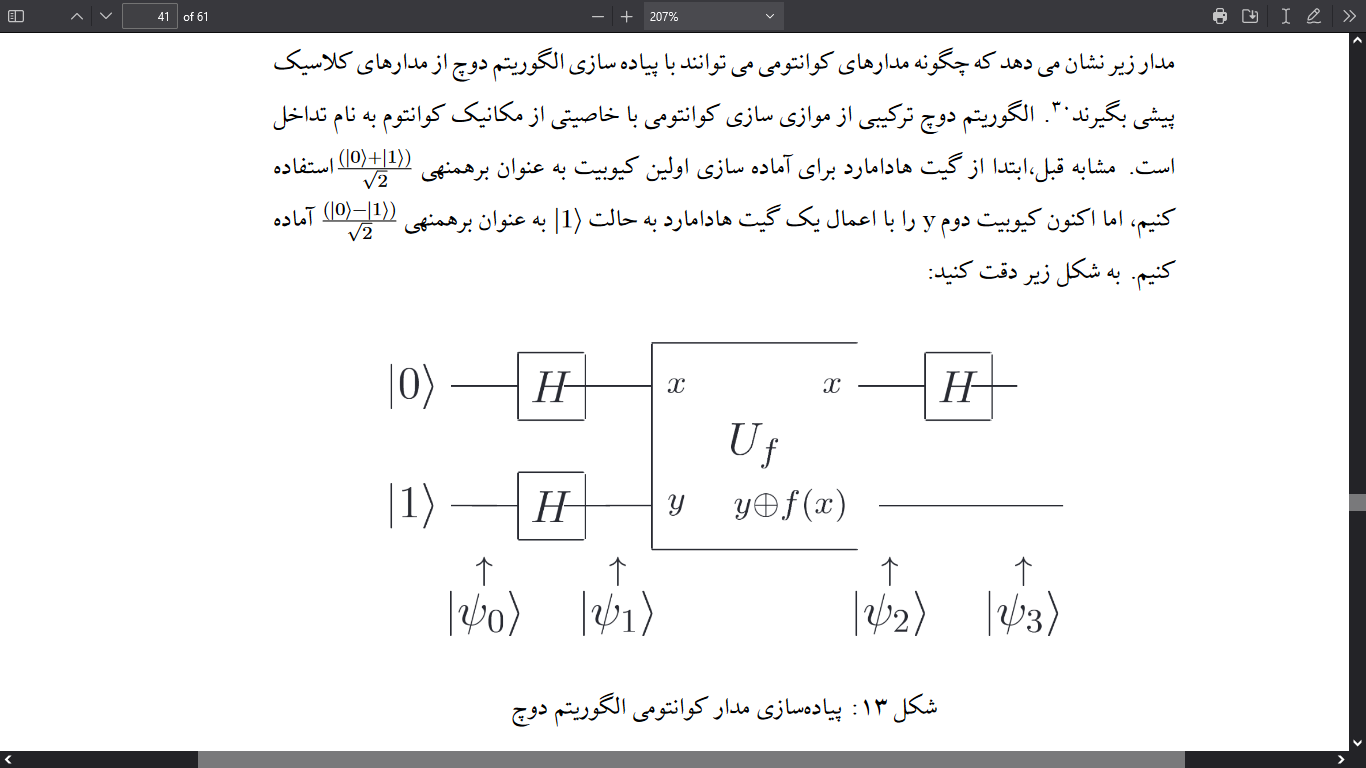 41 of 61
207%
مدار زیر نشان می دهد که چگونه مدارهای کوانتومی می توانند با پیاده سازی الگوریتم دوچ از مدارهای کلاسیک
پیشی بگیرند۳۰. الگوریتم دوچ ترکیبی از موازی سازی کوانتومی با خاصیتی از مکانیک کوانتوم به نام تداخل
است. مشابه قبل،ابتدا از گیت هادامارد برای آماده سازی اولین کیوبیت به عنوان برهمنهی (|0⟩+|1⟩)/√2 استفاده
کنیم، اما اکنون کیوبیت دوم y را با اعمال یک گیت هادامارد به حالت |1⟩ به عنوان برهمنهی (|0⟩−|1⟩)/√2 آماده
کنیم. به شکل زیر دقت کنید:
|0⟩ H x x H
U_f
|1⟩ H y y⊕f(x)
↑ ↑ ↑ ↑
|ψ₀⟩ |ψ₁⟩ |ψ₂⟩ |ψ₃⟩
شکل ۱۳: پیاده‌سازی مدار کوانتومی الگوریتم دوچ